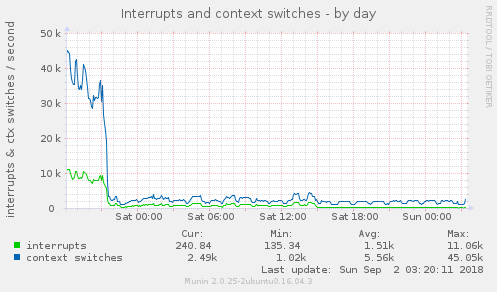 Interrupts and context switches - by day
RRDTOOL / TOBI OETIKER
interrupts & ctx switches / second
50 k
40 k
30 k
20 k
10 k
0
Sat 00:00 Sat 06:00 Sat 12:00 Sat 18:00 Sun 00:00
Cur: Min: Avg: Max:
interrupts 240.84 135.34 1.51k 11.06k
context switches 2.49k 1.02k 5.56k 45.05k
Last update: Sun Sep 2 03:20:11 2018
Munin 2.0.25-2ubuntu0.16.04.3